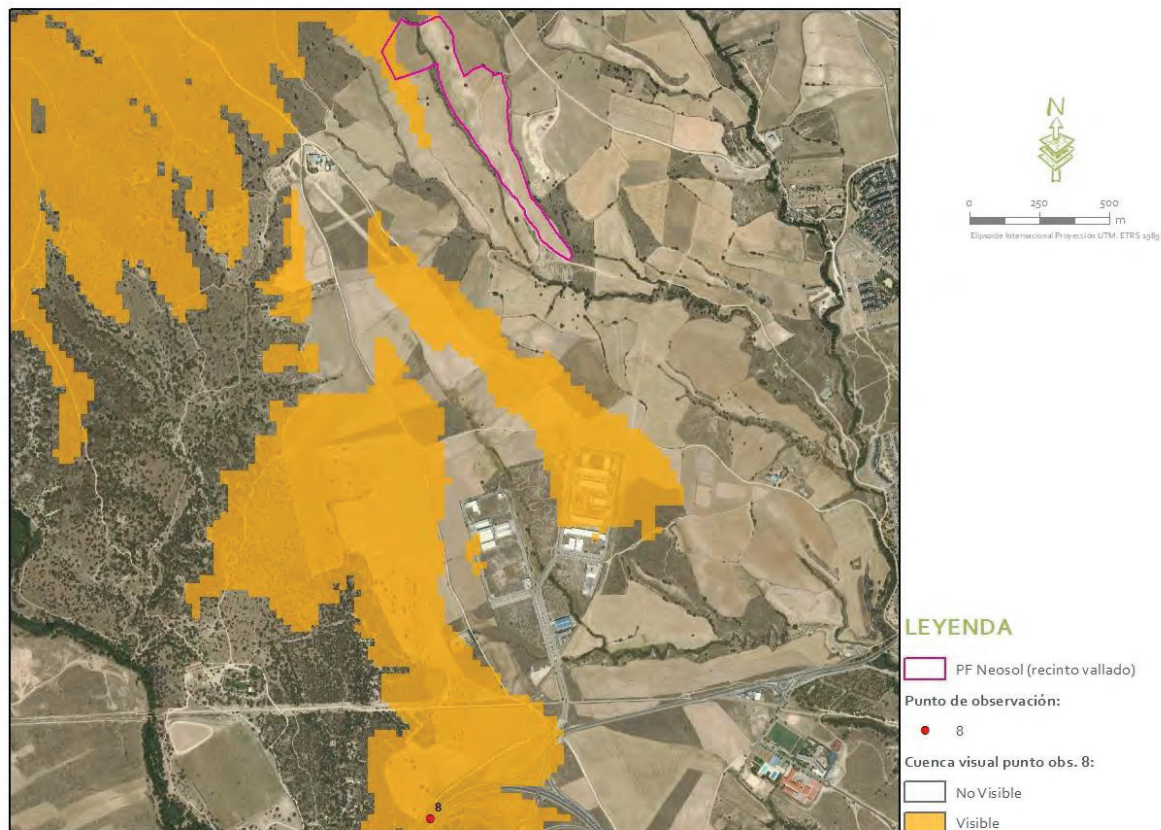 8
N
0 250 500
m
Elipsoide Internacional Proyección UTM. ETRS 1989
LEYENDA
PF Neosol (recinto vallado)
Punto de observación:
8
Cuenca visual punto obs. 8:
No Visible
Visible